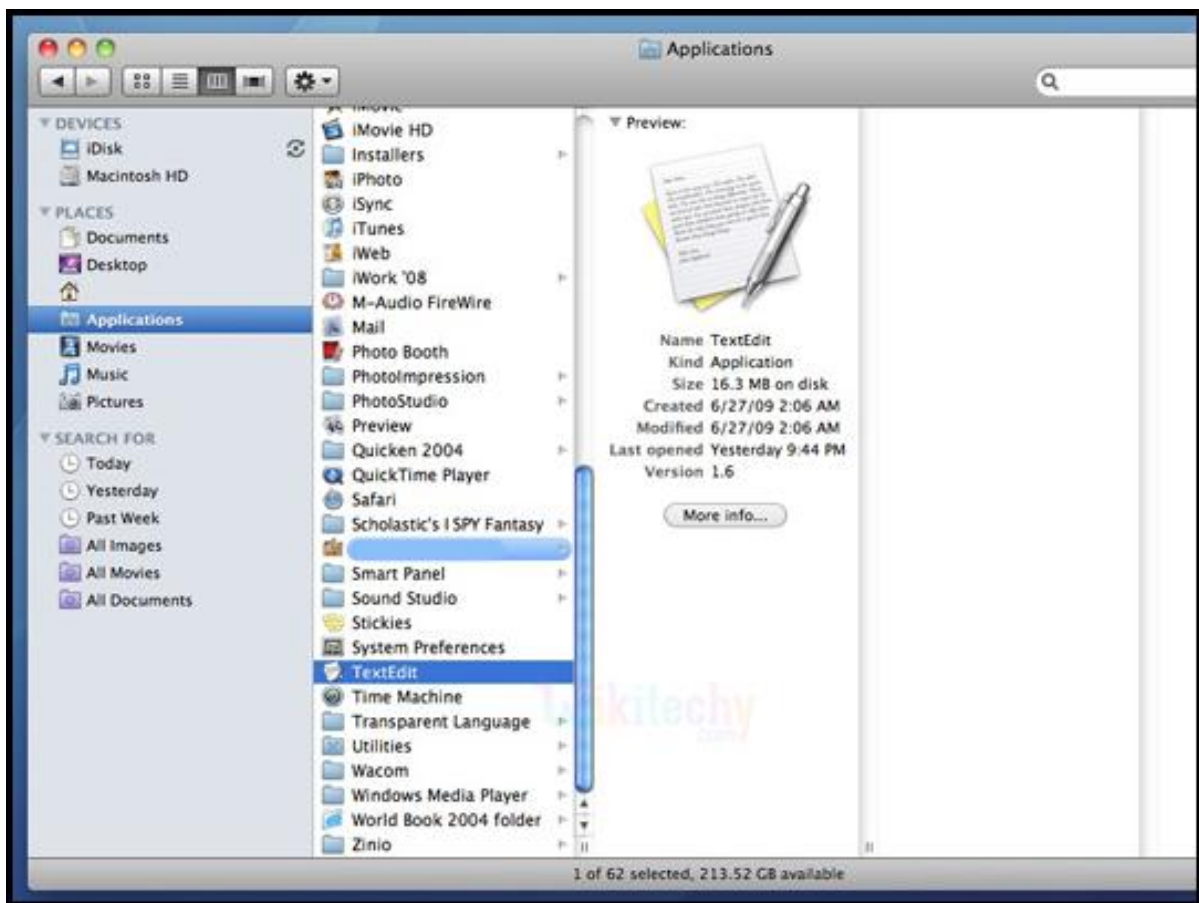 Applications
DEVICES
iDisk
Macintosh HD
PLACES
Documents
Desktop
Applications
Movies
Music
Pictures
SEARCH FOR
Today
Yesterday
Past Week
All Images
All Movies
All Documents
iMovie
iMovie HD
Installers
iPhoto
iSync
iTunes
iWeb
iWork '08
M-Audio FireWire
Mail
Photo Booth
PhotoImpression
PhotoStudio
Preview
Quicken 2004
QuickTime Player
Safari
Scholastic's I SPY Fantasy
Smart Panel
Sound Studio
Stickies
System Preferences
TextEdit
Time Machine
Transparent Language
Utilities
Wacom
Windows Media Player
World Book 2004 folder
Zinio
Preview:
Name TextEdit
Kind Application
Size 16.3 MB on disk
Created 6/27/09 2:06 AM
Modified 6/27/09 2:06 AM
Last opened Yesterday 9:44 PM
Version 1.6
More info...
Wikitechy
.com
1 of 62 selected, 213.52 GB available